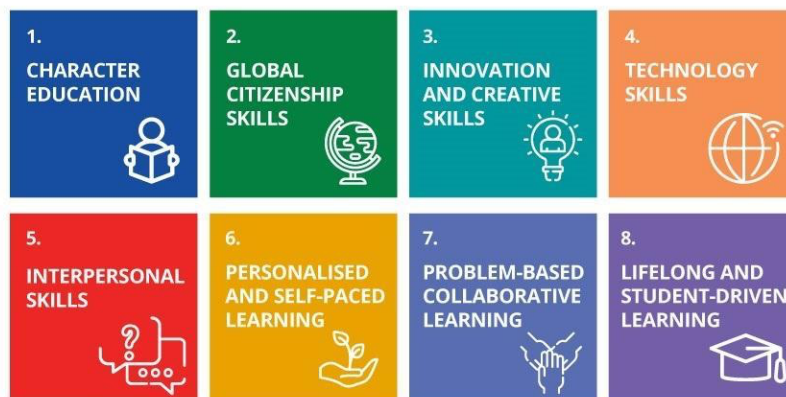 1.
CHARACTER
EDUCATION
2.
GLOBAL
CITIZENSHIP
SKILLS
3.
INNOVATION
AND CREATIVE
SKILLS
4.
TECHNOLOGY
SKILLS
5.
INTERPERSONAL
SKILLS
?
6.
PERSONALISED
AND SELF-PACED
LEARNING
7.
PROBLEM-BASED
COLLABORATIVE
LEARNING
8.
LIFELONG AND
STUDENT-DRIVEN
LEARNING